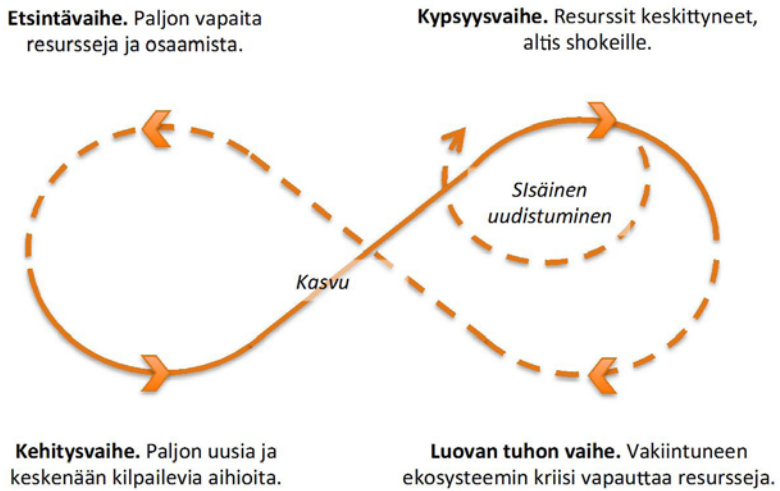 Etsintävaihe. Paljon vapaita
resursseja ja osaamista.
Kypsyysvaihe. Resurssit keskittyneet,
altis shokeille.
SIsäinen
uudistuminen
Kasvu
Kehitysvaihe. Paljon uusia ja
keskenään kilpailevia aihioita.
Luovan tuhon vaihe. Vakiintuneen
ekosysteemin kriisi vapauttaa resursseja.